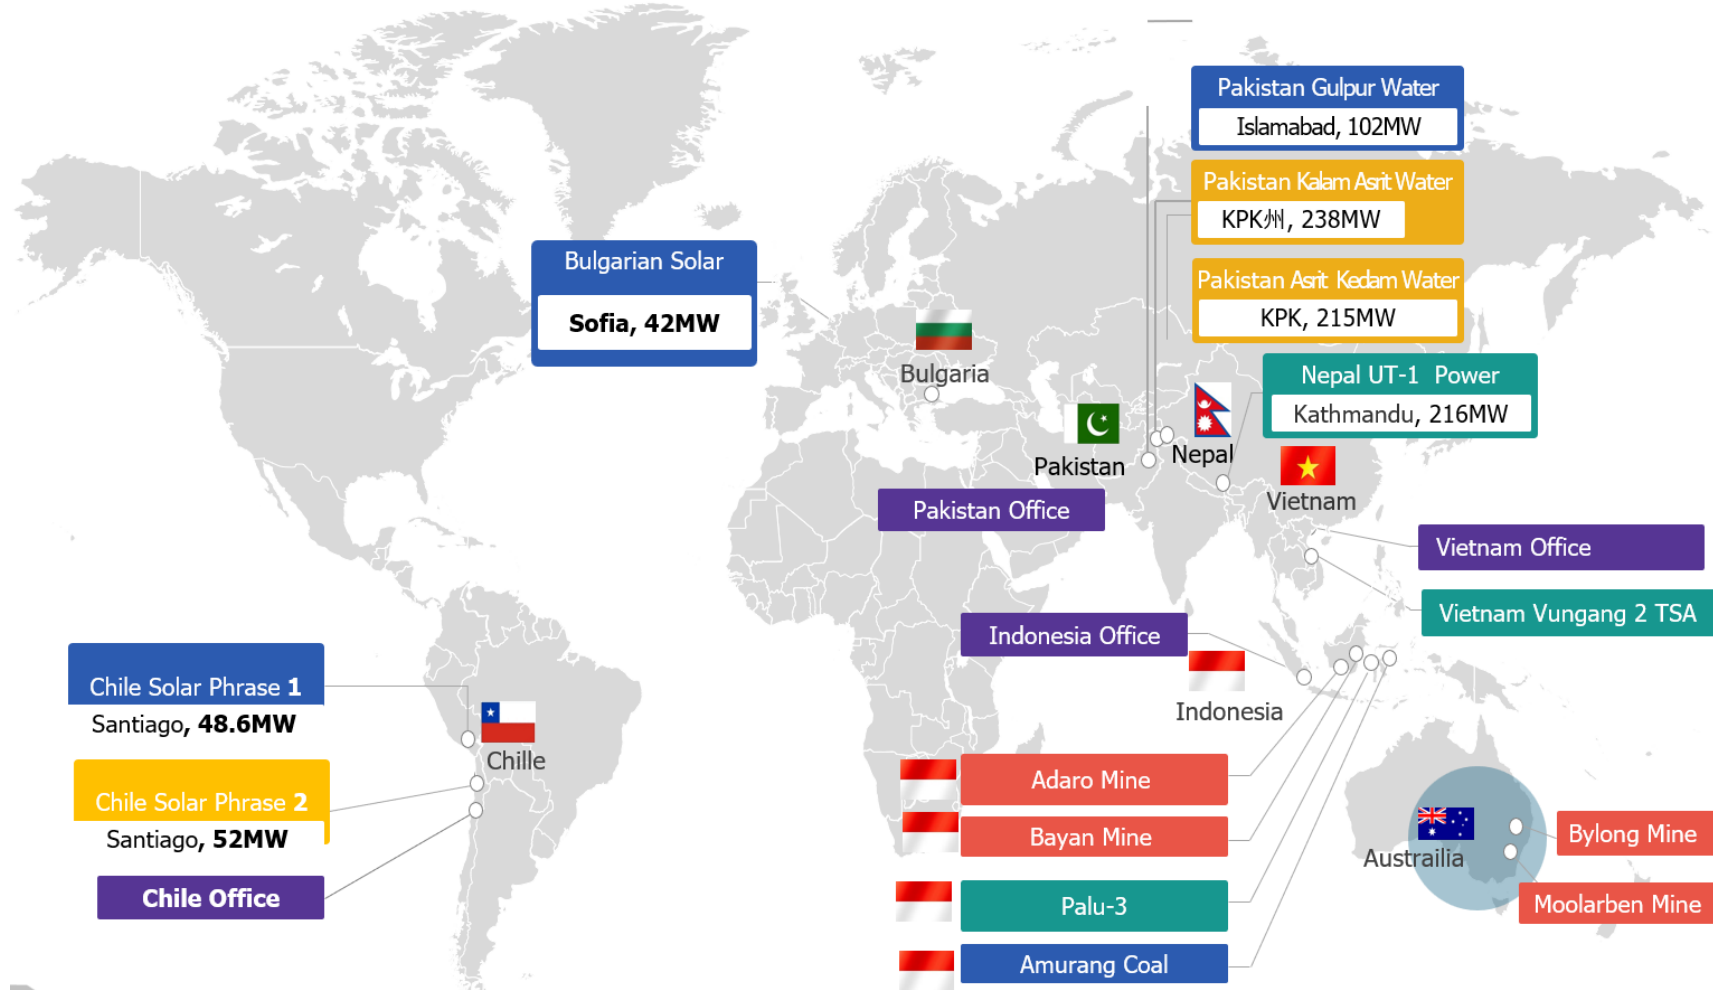 Pakistan Gulpur Water
Islamabad, 102MW
Pakistan Kalam Asrit Water
KPK州, 238MW
Pakistan Asrit Kedam Water
KPK, 215MW
Bulgarian Solar
Sofia, 42MW
Bulgaria
Nepal UT-1 Power
Kathmandu, 216MW
Pakistan
Nepal
Vietnam
Pakistan Office
Vietnam Office
Vietnam Vungang 2 TSA
Indonesia Office
Indonesia
Chile Solar Phrase 1
Santiago, 48.6MW
Chille
Chile Solar Phrase 2
Santiago, 52MW
Chile Office
Adaro Mine
Bayan Mine
Palu-3
Amurang Coal
Austrailia
Bylong Mine
Moolarben Mine